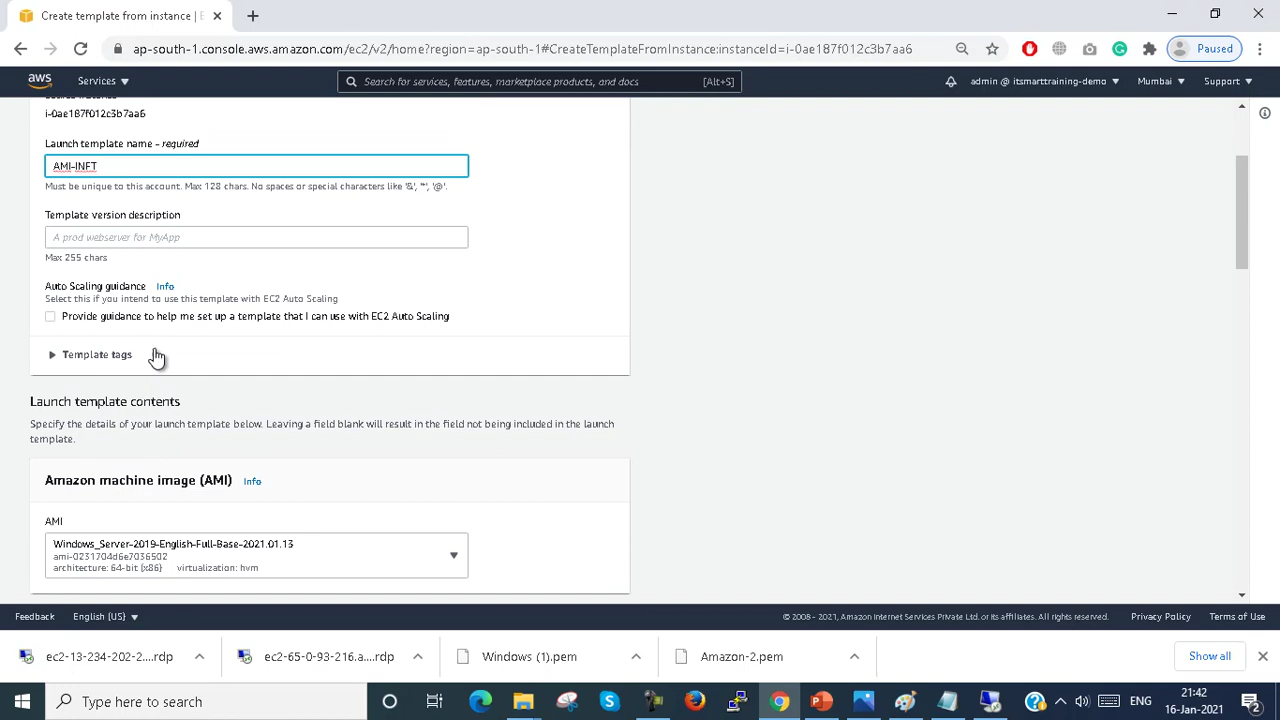 Create template from instance | E
ap-south-1.console.aws.amazon.com/ec2/v2/home?region=ap-south-1#CreateTemplateFromInstance:instanceId=i-0ae187f012c3b7aa6
Paused
aws
Services
Search for services, features, marketplace products, and docs
[Alt+S]
admin @ itsmarttraining-demo
Mumbai
Support
i-0ae187f012c3b7aa6
Launch template name - required
AMI-INFT
Must be unique to this account. Max 128 chars. No spaces or special characters like '&', '*', '@'.
Template version description
A prod webserver for MyApp
Max 255 chars
Auto Scaling guidance Info
Select this if you intend to use this template with EC2 Auto Scaling
Provide guidance to help me set up a template that I can use with EC2 Auto Scaling
Template tags
Launch template contents
Specify the details of your launch template below. Leaving a field blank will result in the field not being included in the launch
template.
Amazon machine image (AMI) Info
AMI
Windows_Server-2019-English-Full-Base-2021.01.13
ami-0231704d6e7036502
architecture: 64-bit (x86) virtualization: hvm
Feedback
English (US)
© 2008 - 2021, Amazon Internet Services Private Ltd. or its affiliates. All rights reserved.
Privacy Policy
Terms of Use
ec2-13-234-202-2....rdp
ec2-65-0-93-216.a....rdp
Windows (1).pem
Amazon-2.pem
Show all
Type here to search
ENG
21:42
16-Jan-2021
2